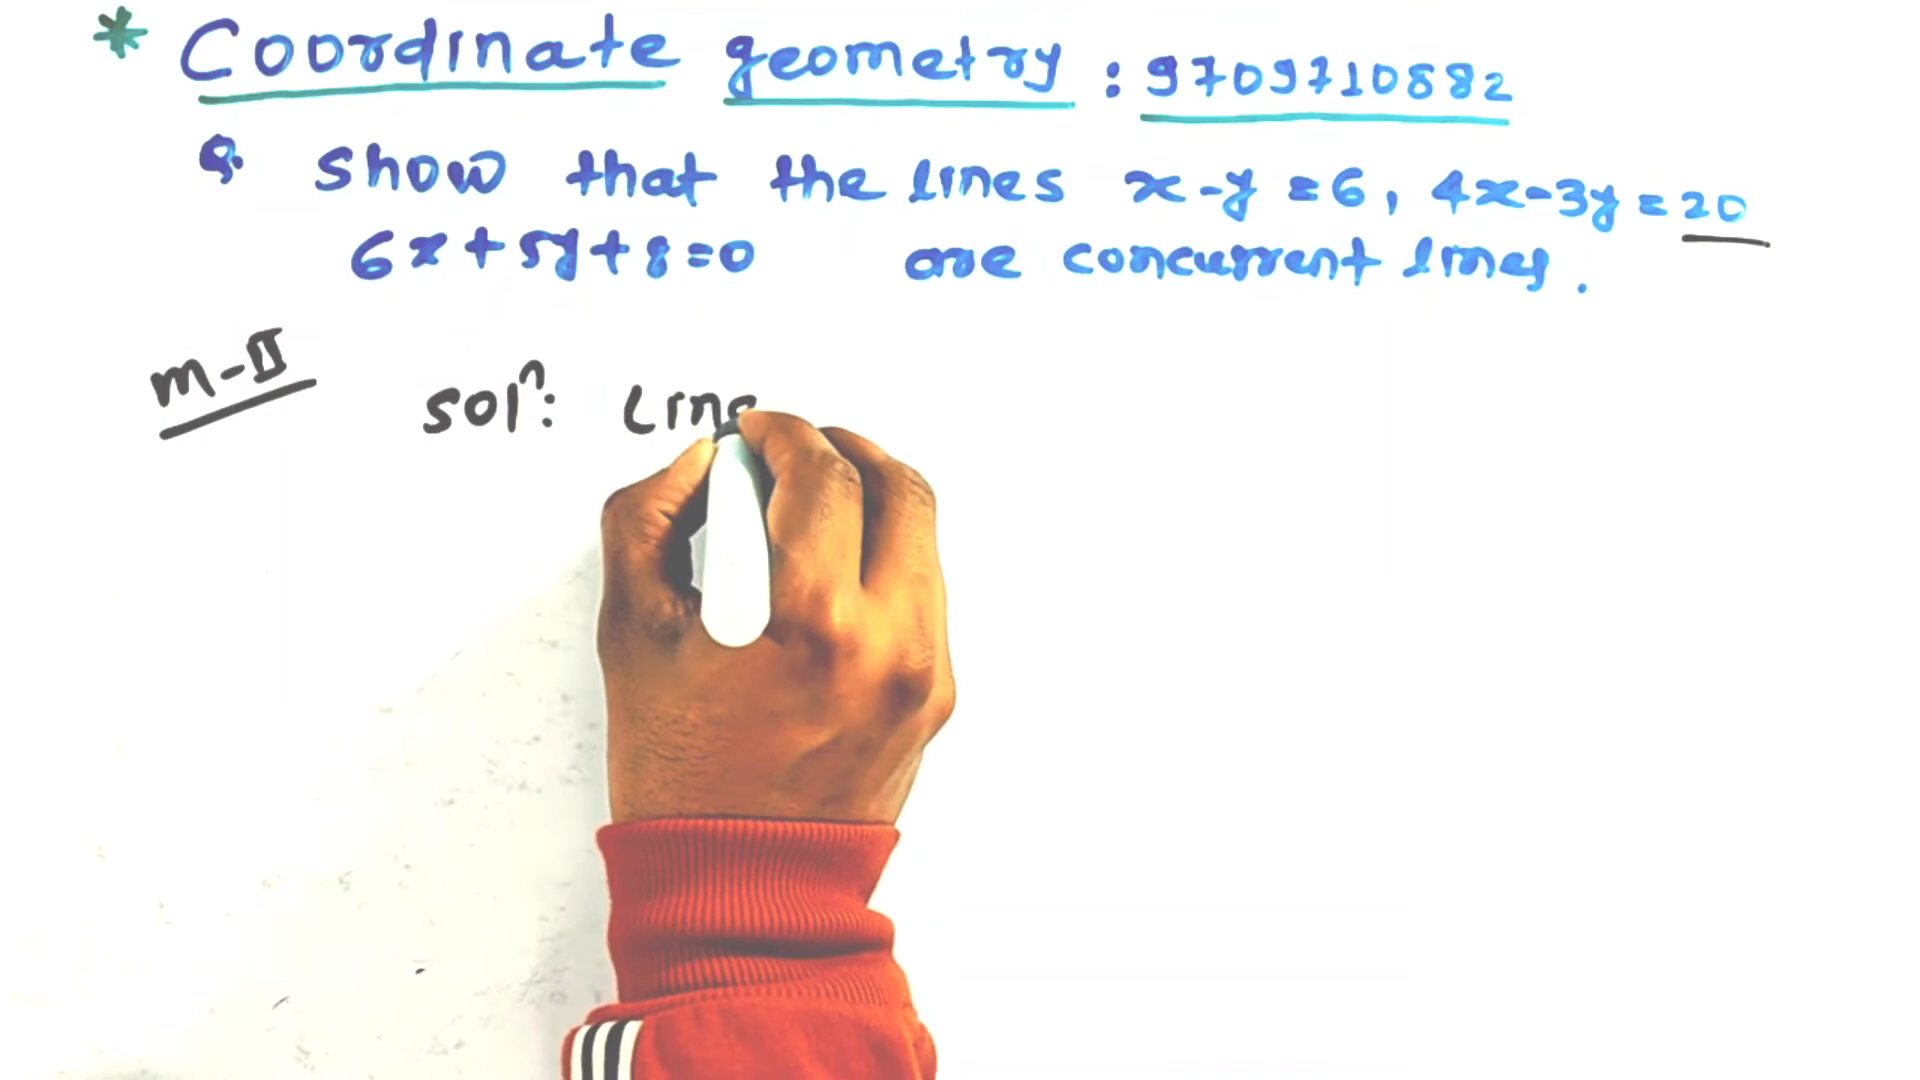 * Coordinate geometry : 9709710882
Q. show that the lines x-y=6, 4x-3y=20
6x+5y+8=0 are concurrent lines.
m-II solⁿ: Line